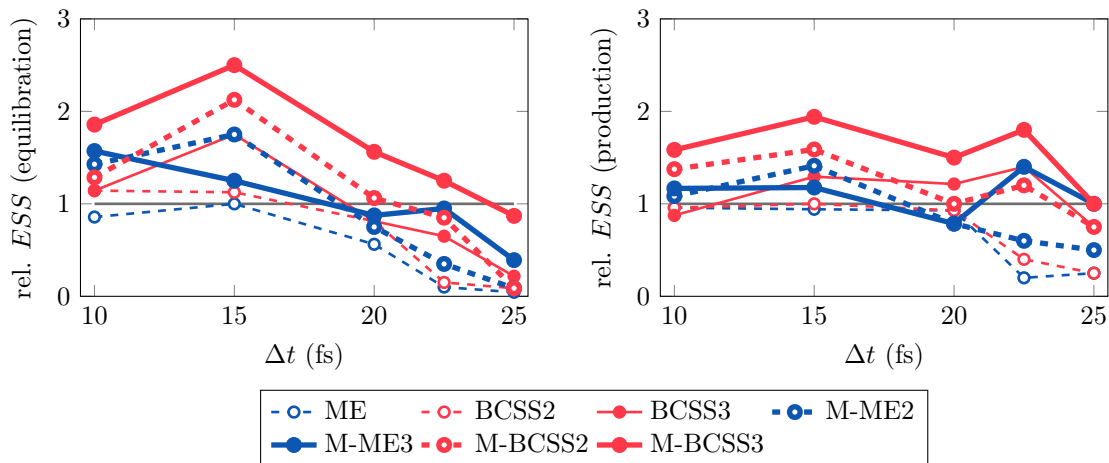 rel. ESS (equilibration)
3
2
1
0
10 15 20 25
Δt (fs)
rel. ESS (production)
3
2
1
0
10 15 20 25
Δt (fs)
ME BCSS2 BCSS3 M-ME2
M-ME3 M-BCSS2 M-BCSS3